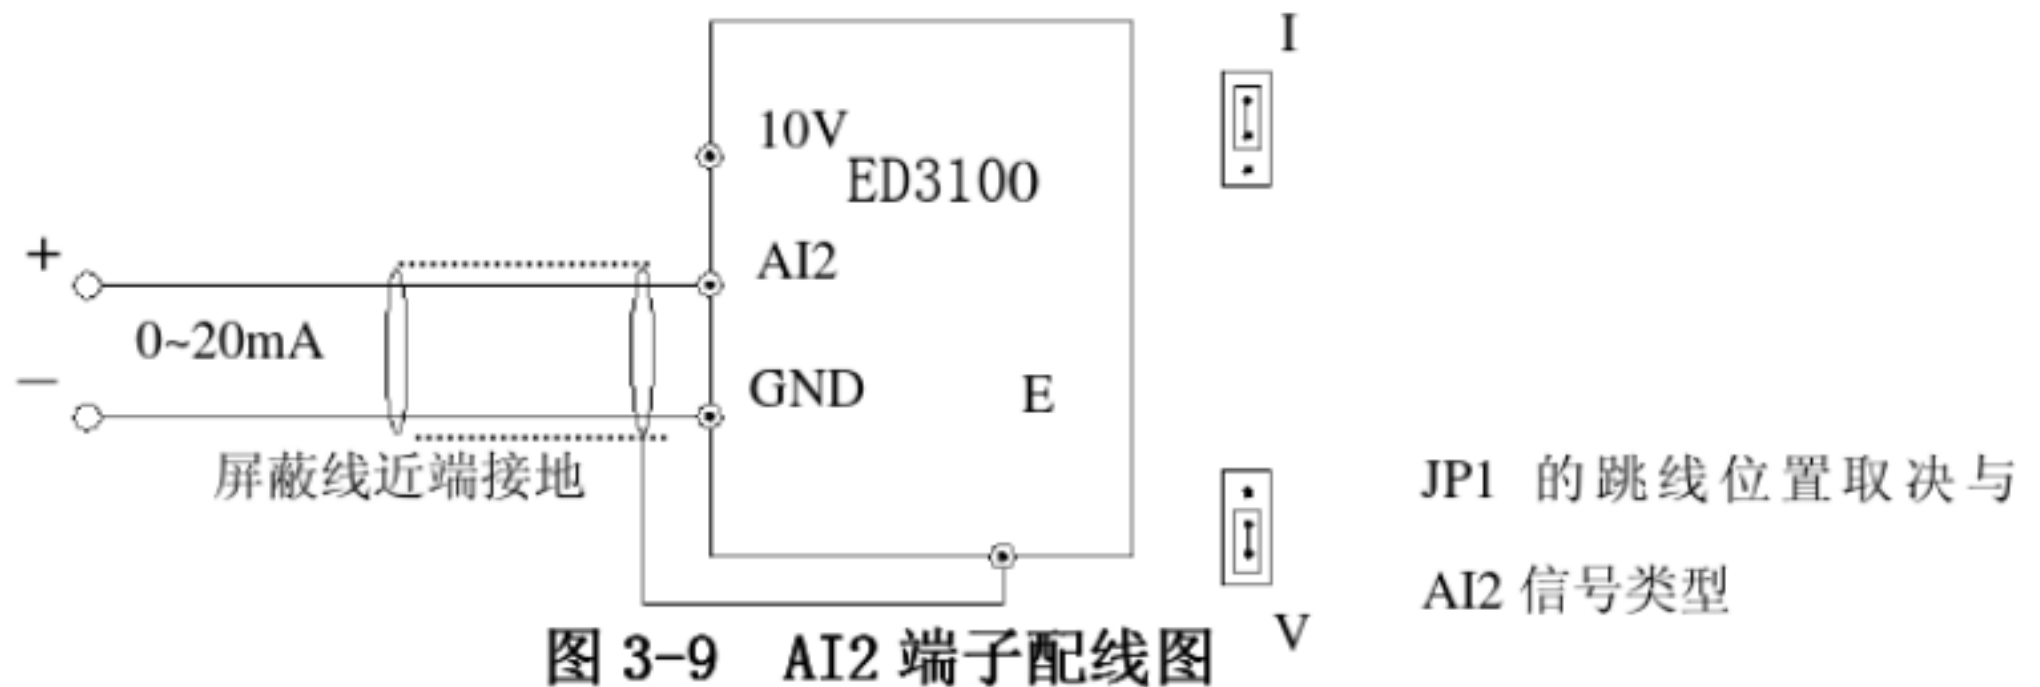 I
10V
ED3100
+
AI2
0~20mA
—
GND
E
屏蔽线近端接地
JP1 的跳线位置取决与
AI2 信号类型
V
图 3-9 AI2 端子配线图